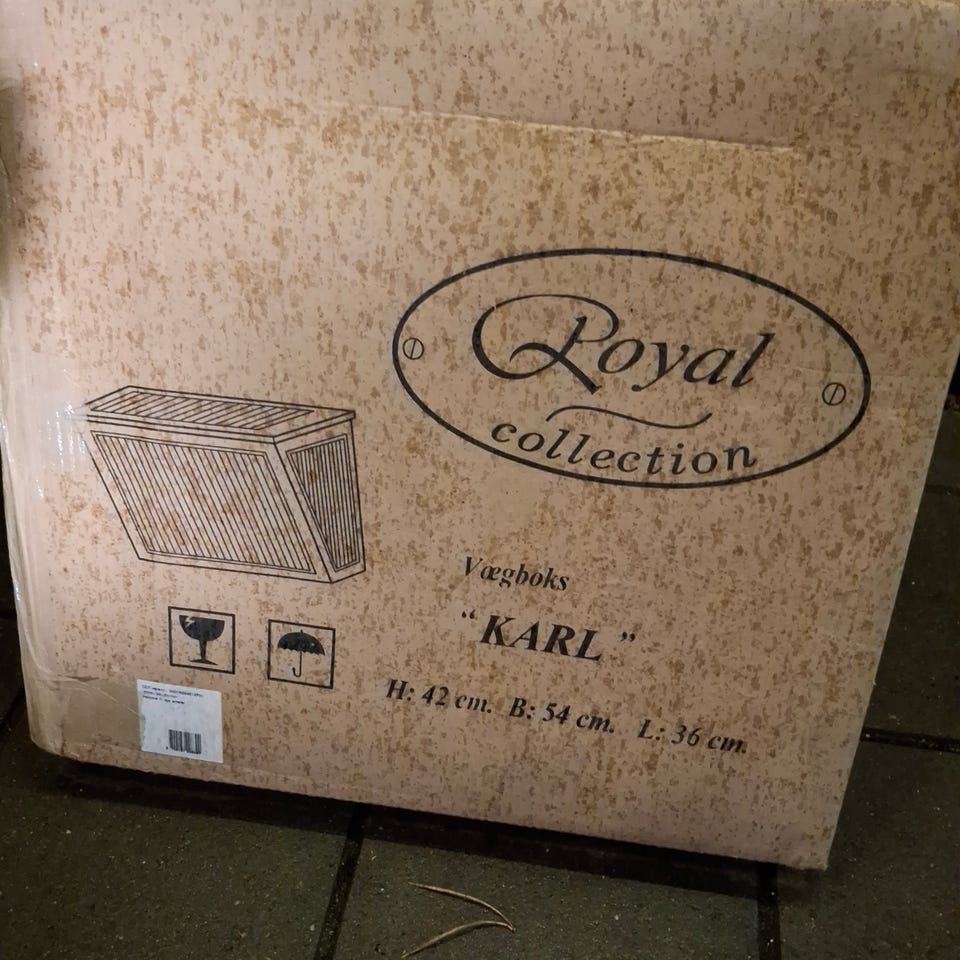 Royal
collection
Vægboks
“KARL”
H: 42 cm. B: 54 cm. L: 36 cm.